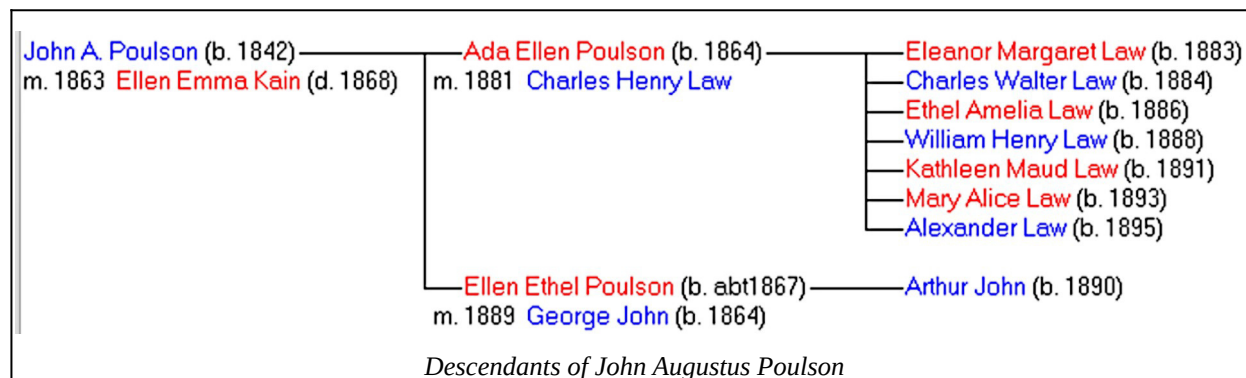 John A. Poulson (b. 1842) Ada Ellen Poulson (b. 1864) Eleanor Margaret Law (b. 1883)
m. 1863 Ellen Emma Kain (d. 1868) m. 1881 Charles Henry Law Charles Walter Law (b. 1884)
Ethel Amelia Law (b. 1886)
William Henry Law (b. 1888)
Kathleen Maud Law (b. 1891)
Mary Alice Law (b. 1893)
Alexander Law (b. 1895)
Ellen Ethel Poulson (b. abt1867) Arthur John (b. 1890)
m. 1889 George John (b. 1864)
Descendants of John Augustus Poulson